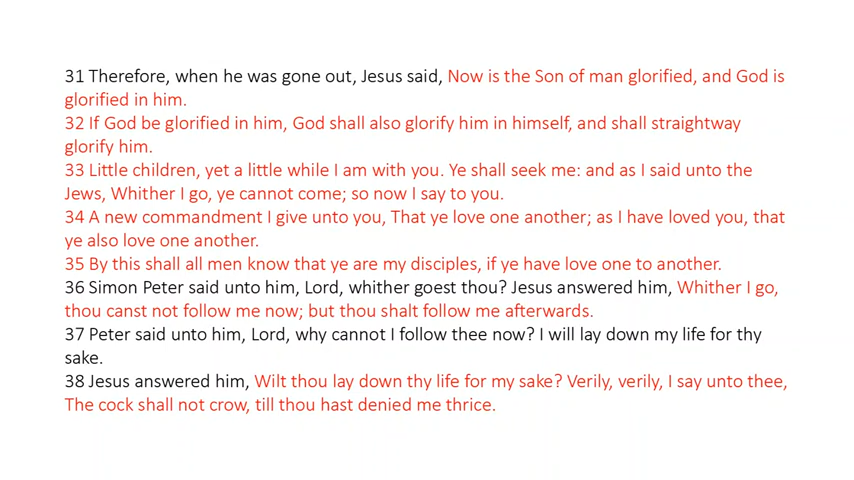 31 Therefore, when he was gone out, Jesus said, Now is the Son of man glorified, and God is
glorified in him.
32 If God be glorified in him, God shall also glorify him in himself, and shall straightway
glorify him.
33 Little children, yet a little while I am with you. Ye shall seek me: and as I said unto the
Jews, Whither I go, ye cannot come; so now I say to you.
34 A new commandment I give unto you, That ye love one another; as I have loved you, that
ye also love one another.
35 By this shall all men know that ye are my disciples, if ye have love one to another.
36 Simon Peter said unto him, Lord, whither goest thou? Jesus answered him, Whither I go,
thou canst not follow me now; but thou shalt follow me afterwards.
37 Peter said unto him, Lord, why cannot I follow thee now? I will lay down my life for thy
sake.
38 Jesus answered him, Wilt thou lay down thy life for my sake? Verily, verily, I say unto thee,
The cock shall not crow, till thou hast denied me thrice.